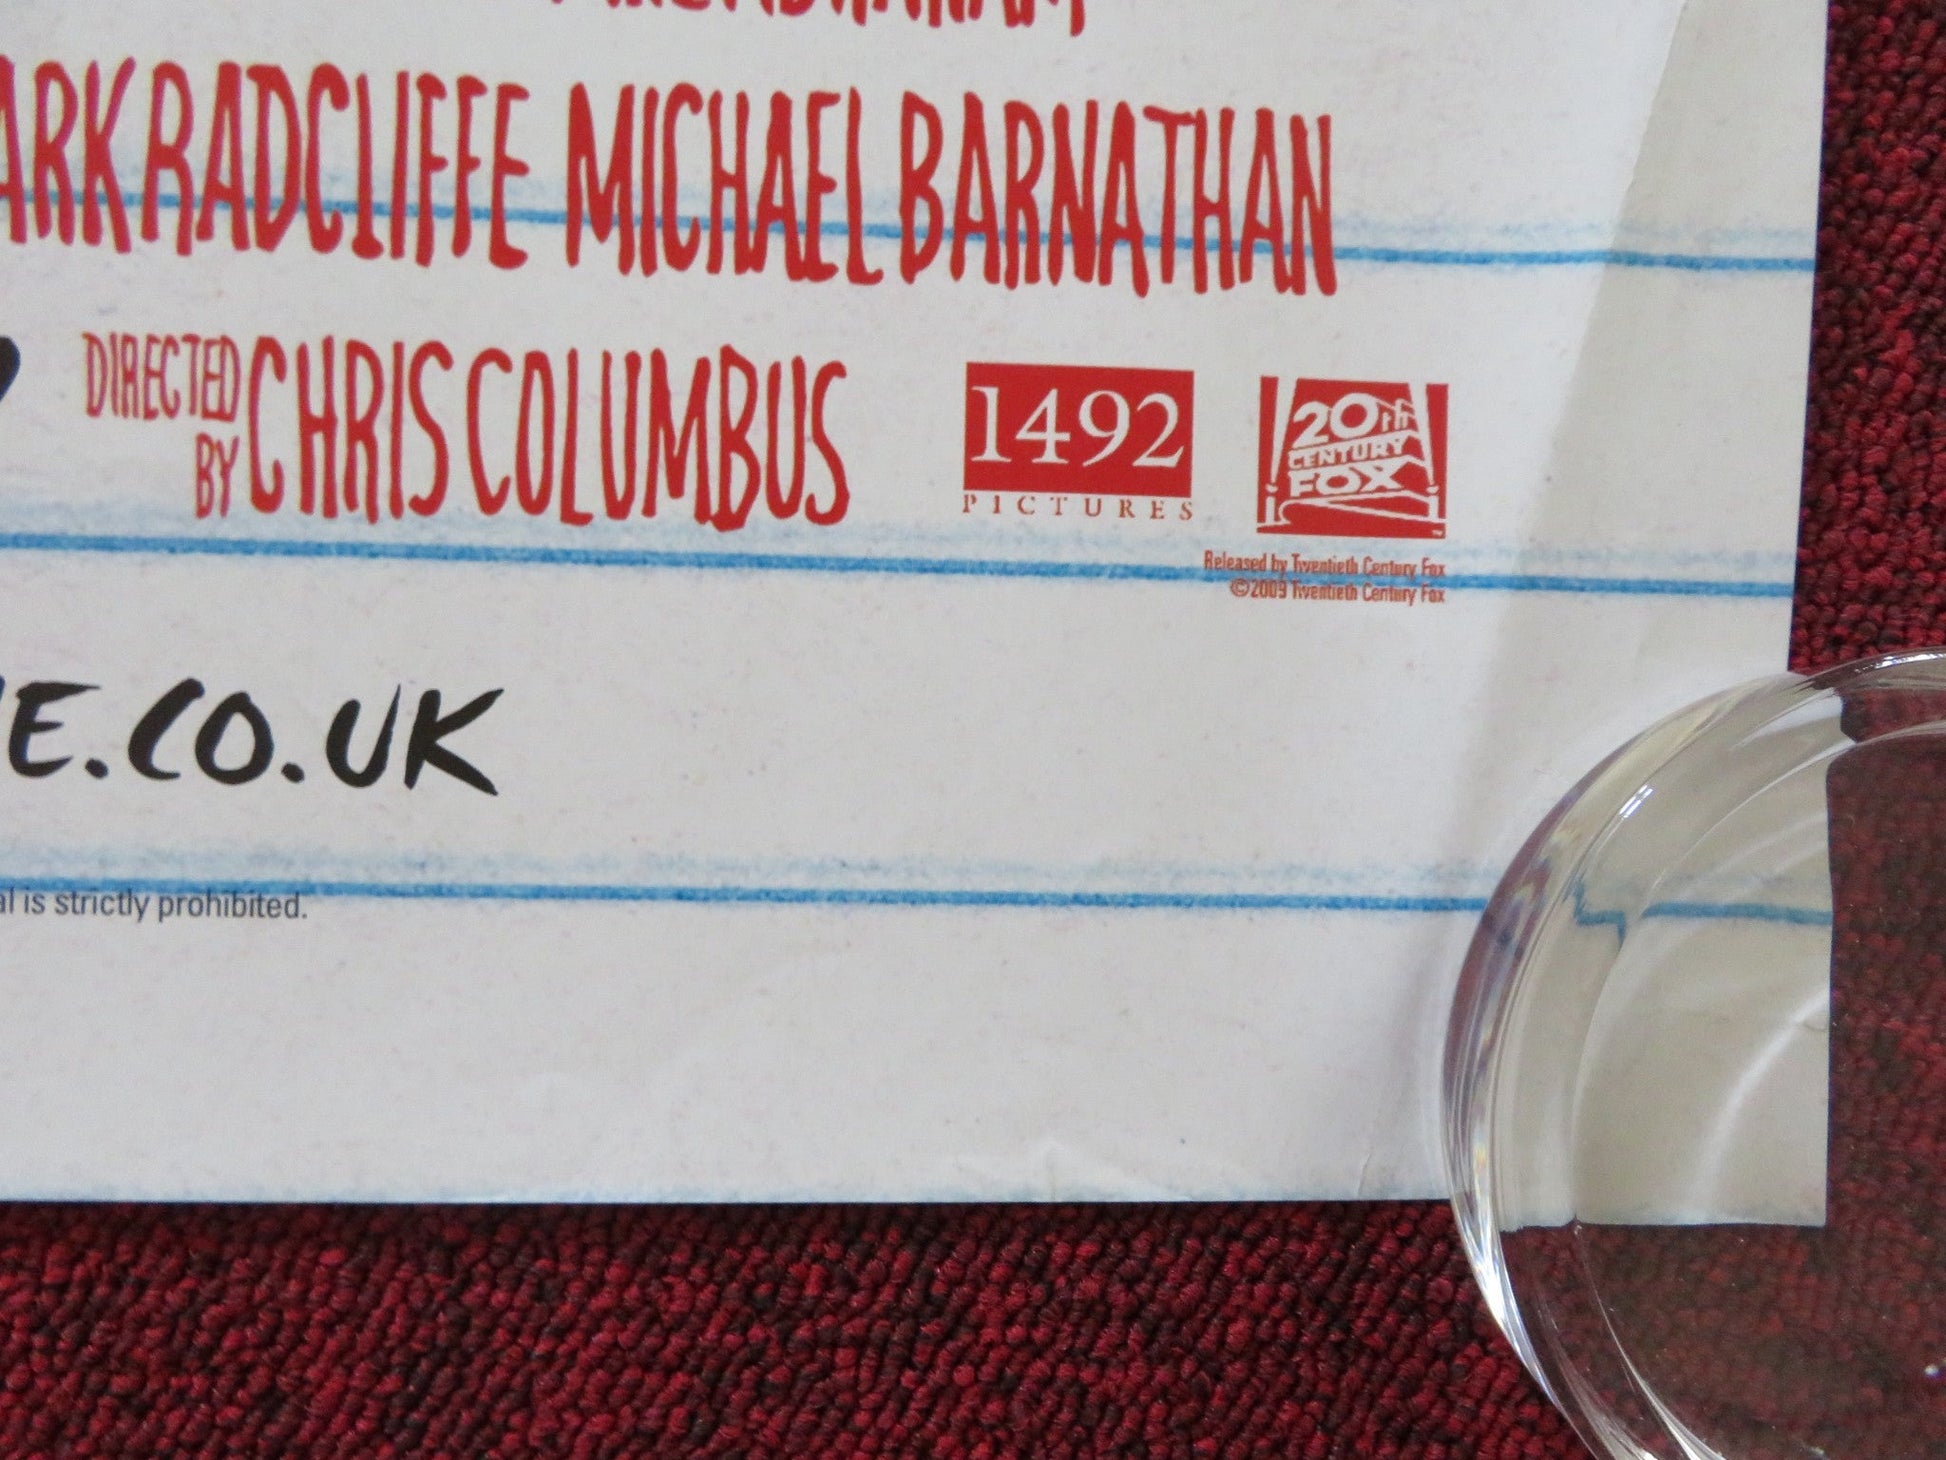 ARK RADCLIFFE MICHAEL BARNATHAN
DIRECTED BY CHRIS COLUMBUS
1492
PICTURES
20th
CENTURY
FOX
Released by Twentieth Century Fox
©2009 Twentieth Century Fox
E.CO.UK
al is strictly prohibited.